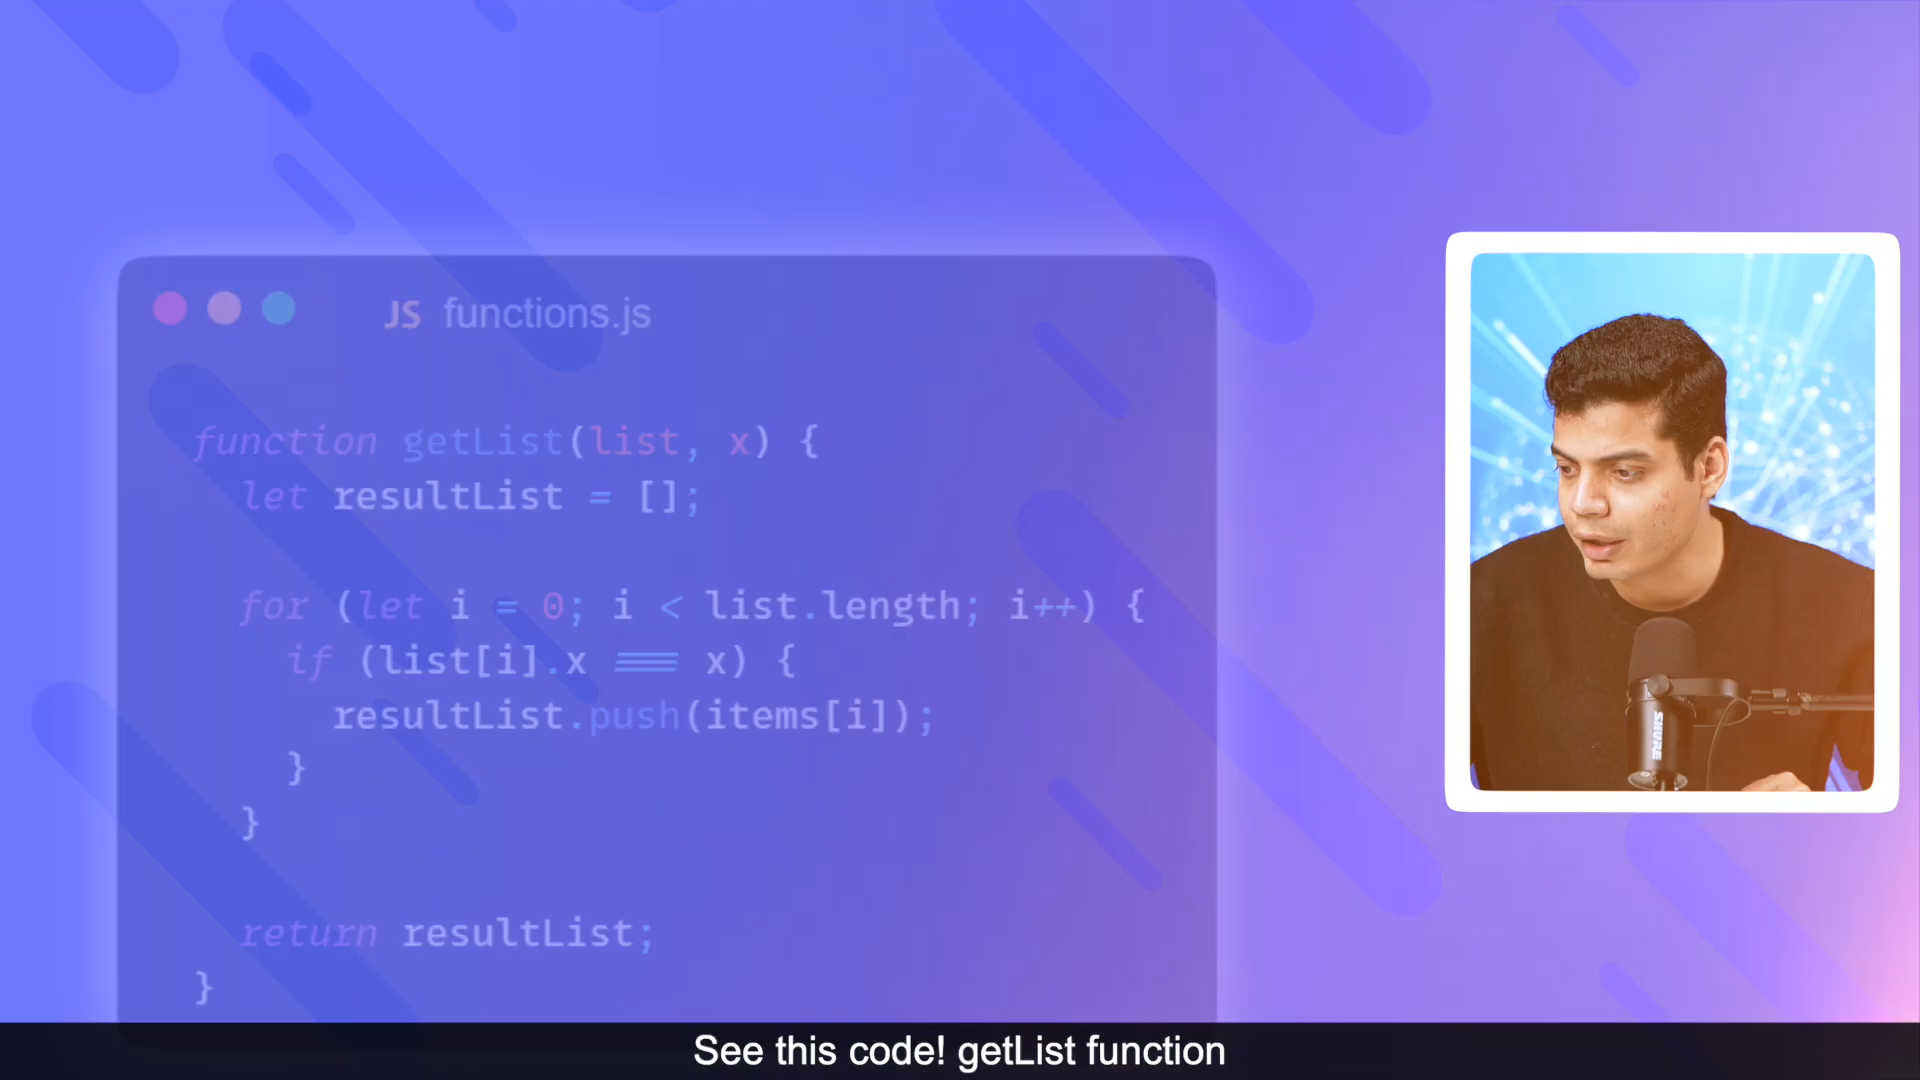 JS functions.js
function getList(list, x) {
let resultList = [];
for (let i = 0; i < list.length; i++) {
if (list[i].x === x) {
resultList.push(items[i]);
}
}
return resultList;
}
SHURE
See this code! getList function